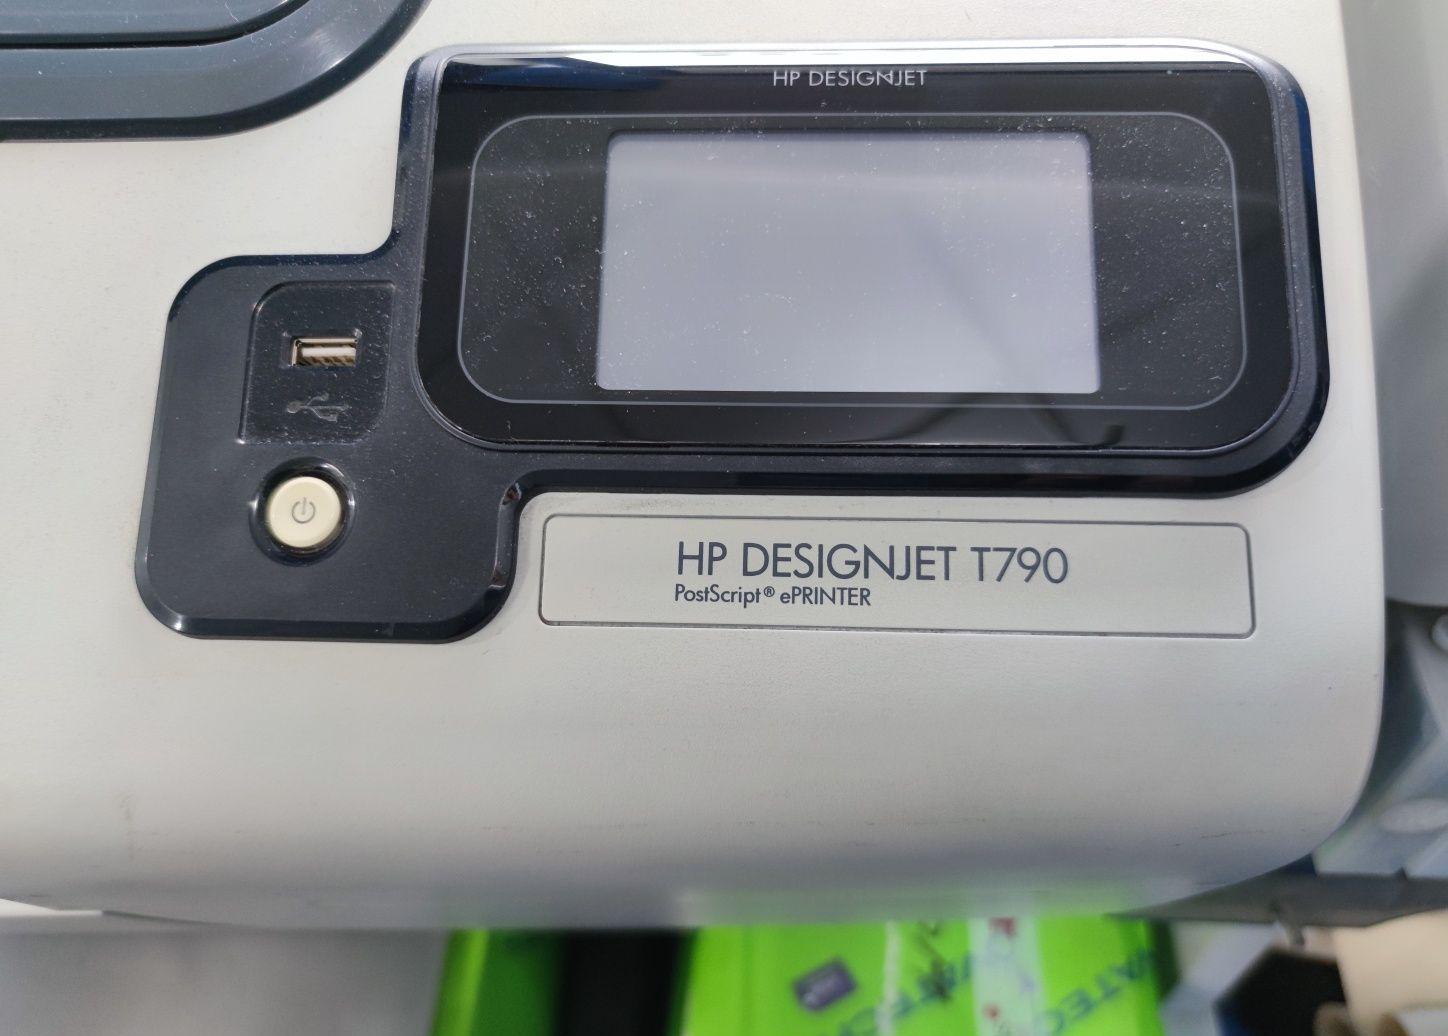 HP DESIGNJET
HP DESIGNJET T790
PostScript® ePRINTER